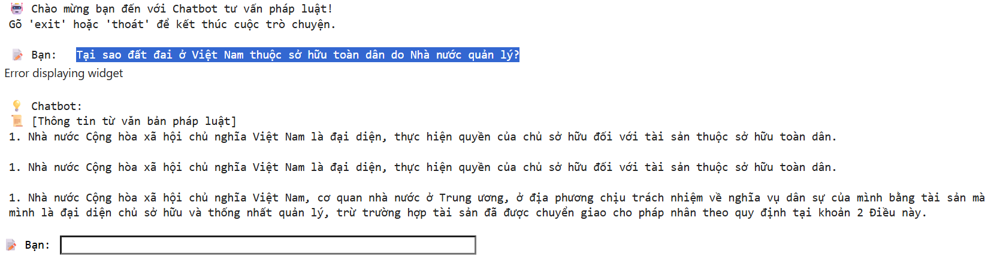 🤖 Chào mừng bạn đến với Chatbot tư vấn pháp luật!
Gõ 'exit' hoặc 'thoát' để kết thúc cuộc trò chuyện.
📝 Bạn: Tại sao đất đai ở Việt Nam thuộc sở hữu toàn dân do Nhà nước quản lý?
Error displaying widget
💡 Chatbot:
📜 [Thông tin từ văn bản pháp luật]
1. Nhà nước Cộng hòa xã hội chủ nghĩa Việt Nam là đại diện, thực hiện quyền của chủ sở hữu đối với tài sản thuộc sở hữu toàn dân.
1. Nhà nước Cộng hòa xã hội chủ nghĩa Việt Nam là đại diện, thực hiện quyền của chủ sở hữu đối với tài sản thuộc sở hữu toàn dân.
1. Nhà nước Cộng hòa xã hội chủ nghĩa Việt Nam, cơ quan nhà nước ở Trung ương, ở địa phương chịu trách nhiệm về nghĩa vụ dân sự của mình bằng tài sản mà
mình là đại diện chủ sở hữu và thống nhất quản lý, trừ trường hợp tài sản đã được chuyển giao cho pháp nhân theo quy định tại khoản 2 Điều này.
📝 Bạn: